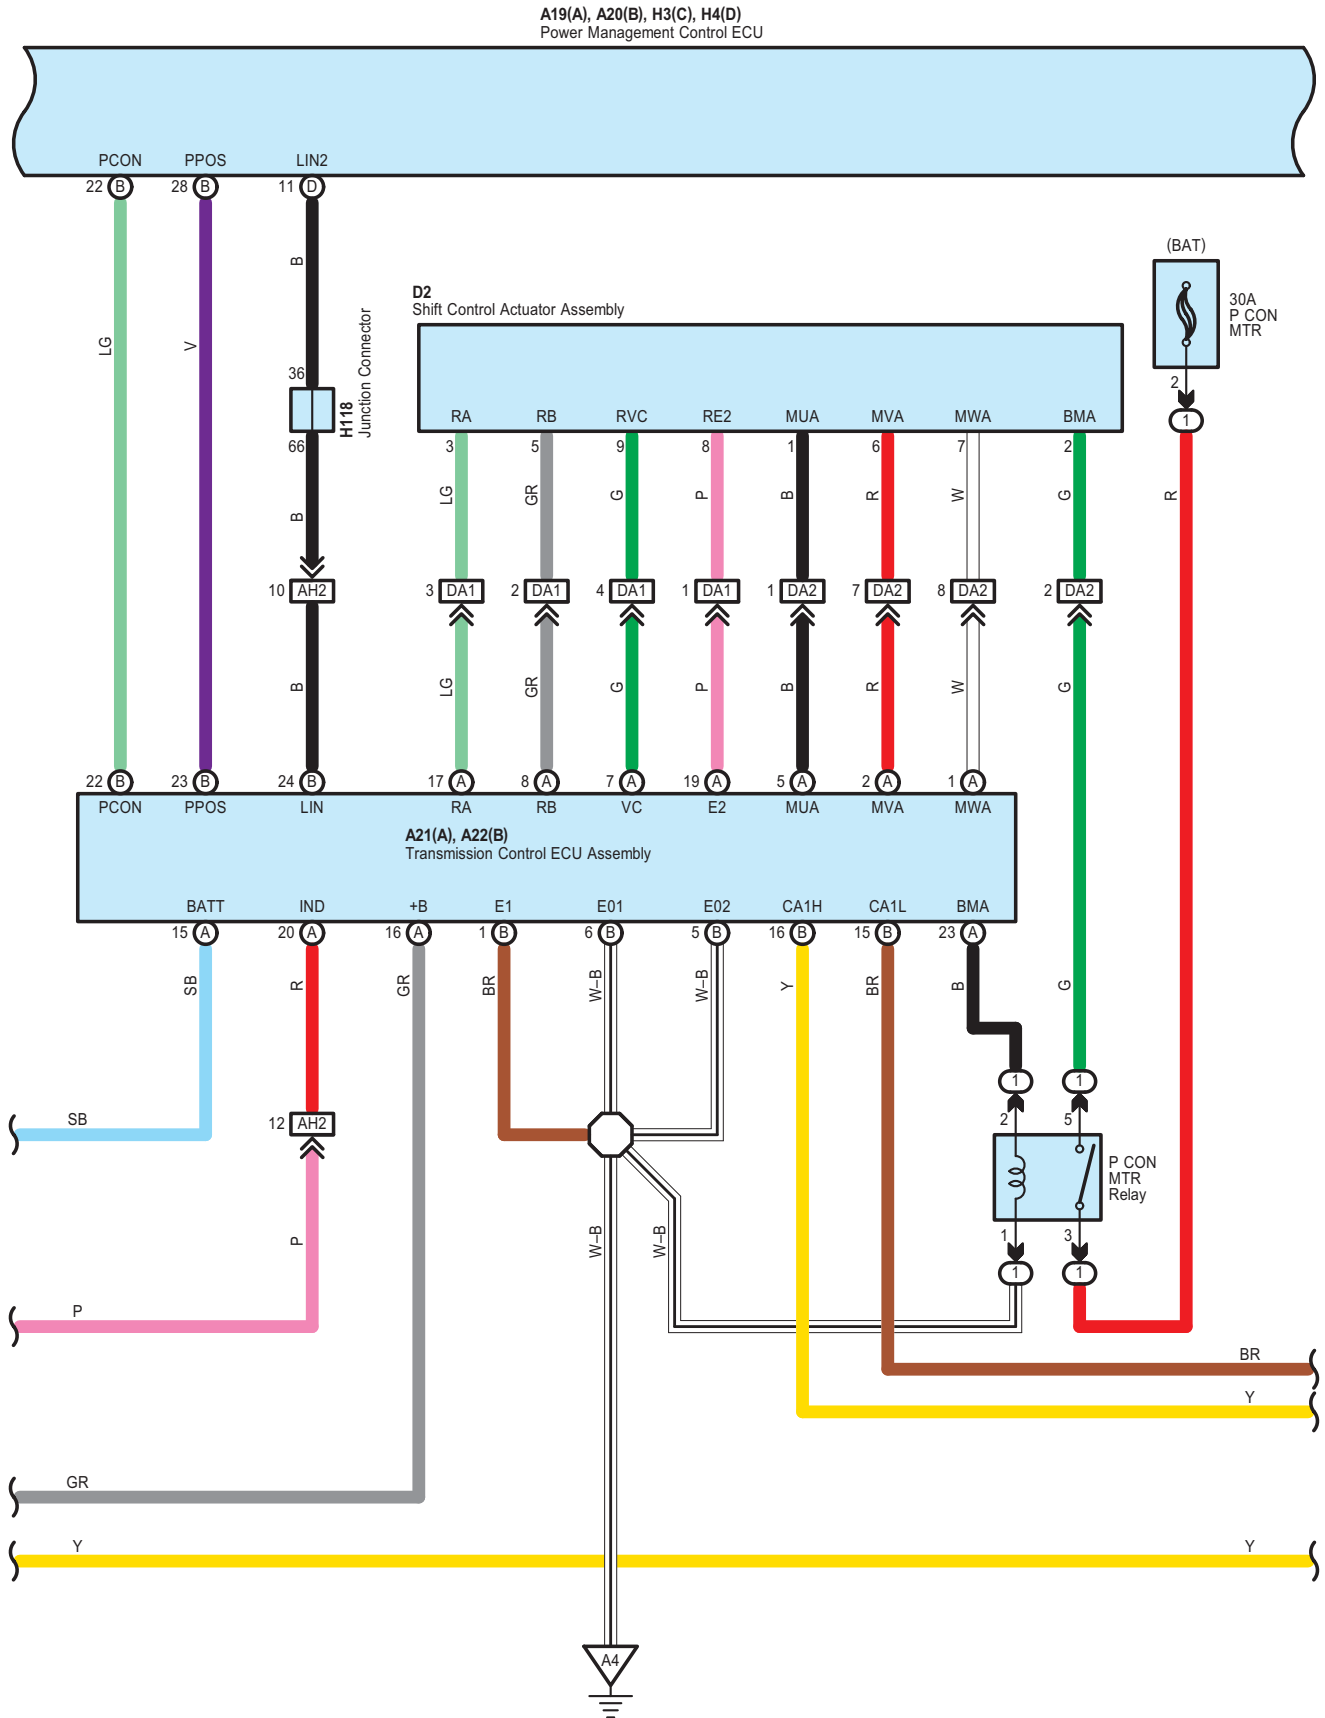 A19(A), A20(B), H3(C), H4(D)
Power Management Control ECU
PCON PPOS LIN2
22 B 28 B 11 D
(BAT)
30A
P CON
MTR
2
1
B
LG
V
R
36
H118
Junction Connector
66
B
D2
Shift Control Actuator Assembly
RA RB RVC RE2 MUA MVA MWA BMA
3 5 9 8 1 6 7 2
LG GR G P B R W G
10 AH2 3 DA1 2 DA1 4 DA1 1 DA1 1 DA2 7 DA2 8 DA2 2 DA2
B LG GR G P B R W G
22 B 23 B 24 B 17 A 8 A 7 A 19 A 5 A 2 A 1 A
PCON PPOS LIN RA RB VC E2 MUA MVA MWA
A21(A), A22(B)
Transmission Control ECU Assembly
BATT IND +B E1 E01 E02 CA1H CA1L BMA
15 A 20 A 16 A 1 B 6 B 5 B 16 B 15 B 23 A
SB R GR BR W–B W–B Y BR B G
1 1
2 5
SB
12 AH2
P CON
MTR
Relay
P W–B W–B
1 3
1 1
P
BR
Y
GR
Y Y
A4